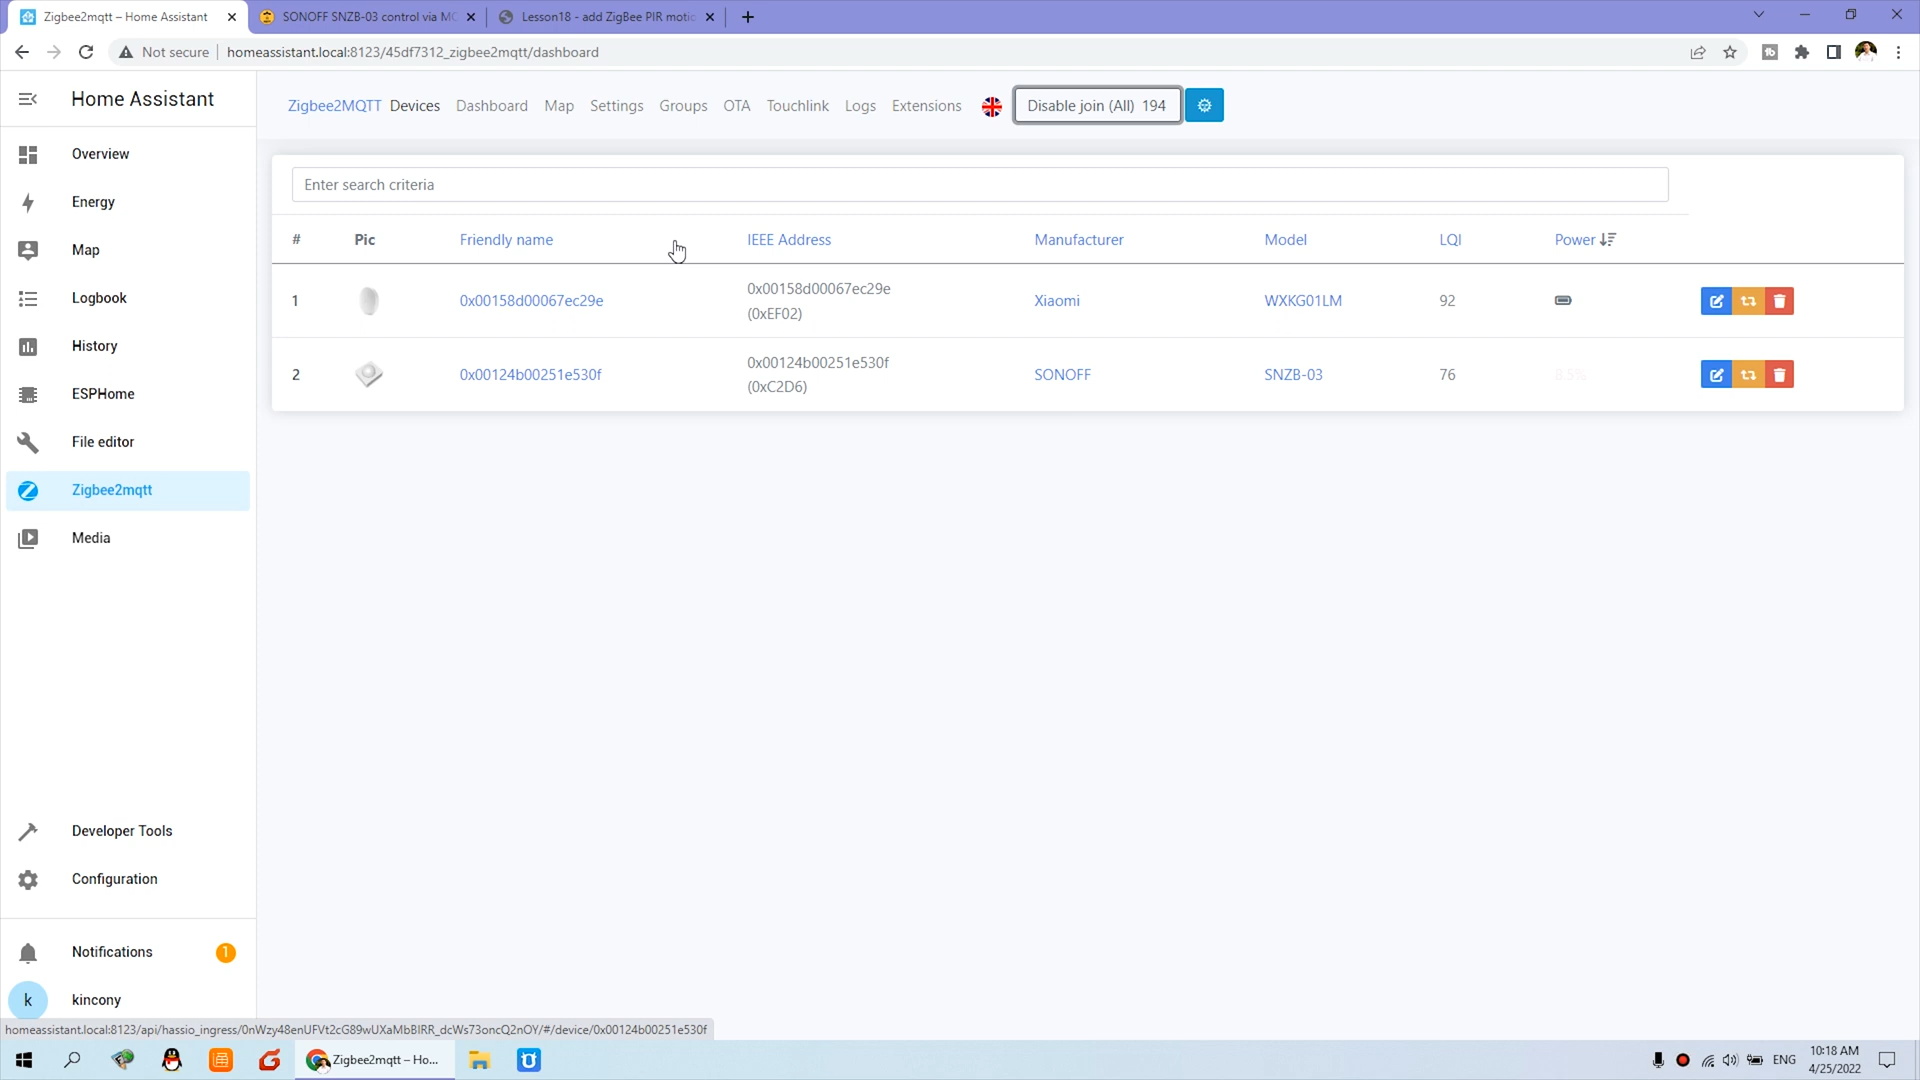 Zigbee2mqtt – Home Assistant
SONOFF SNZB-03 control via MQ
Lesson18 - add ZigBee PIR motio
Not secure
homeassistant.local:8123/45df7312_zigbee2mqtt/dashboard
Home Assistant
Overview
Energy
Map
Logbook
History
ESPHome
File editor
Zigbee2mqtt
Media
Developer Tools
Configuration
Notifications
1
k
kincony
Zigbee2MQTT Devices Dashboard Map Settings Groups OTA Touchlink Logs Extensions
Disable join (All) 194
Enter search criteria
# Pic Friendly name IEEE Address Manufacturer Model LQI Power
1 0x00158d00067ec29e 0x00158d00067ec29e Xiaomi WXKG01LM 92
(0xEF02)
2 0x00124b00251e530f 0x00124b00251e530f SONOFF SNZB-03 76 8.5%
(0xC2D6)
homeassistant.local:8123/api/hassio_ingress/0nWzy48enUFVt2cG89wUXaMbBIRR_dcWs73oncQ2nOY/#/device/0x00124b00251e530f
Zigbee2mqtt – Ho...
ENG
10:18 AM
4/25/2022